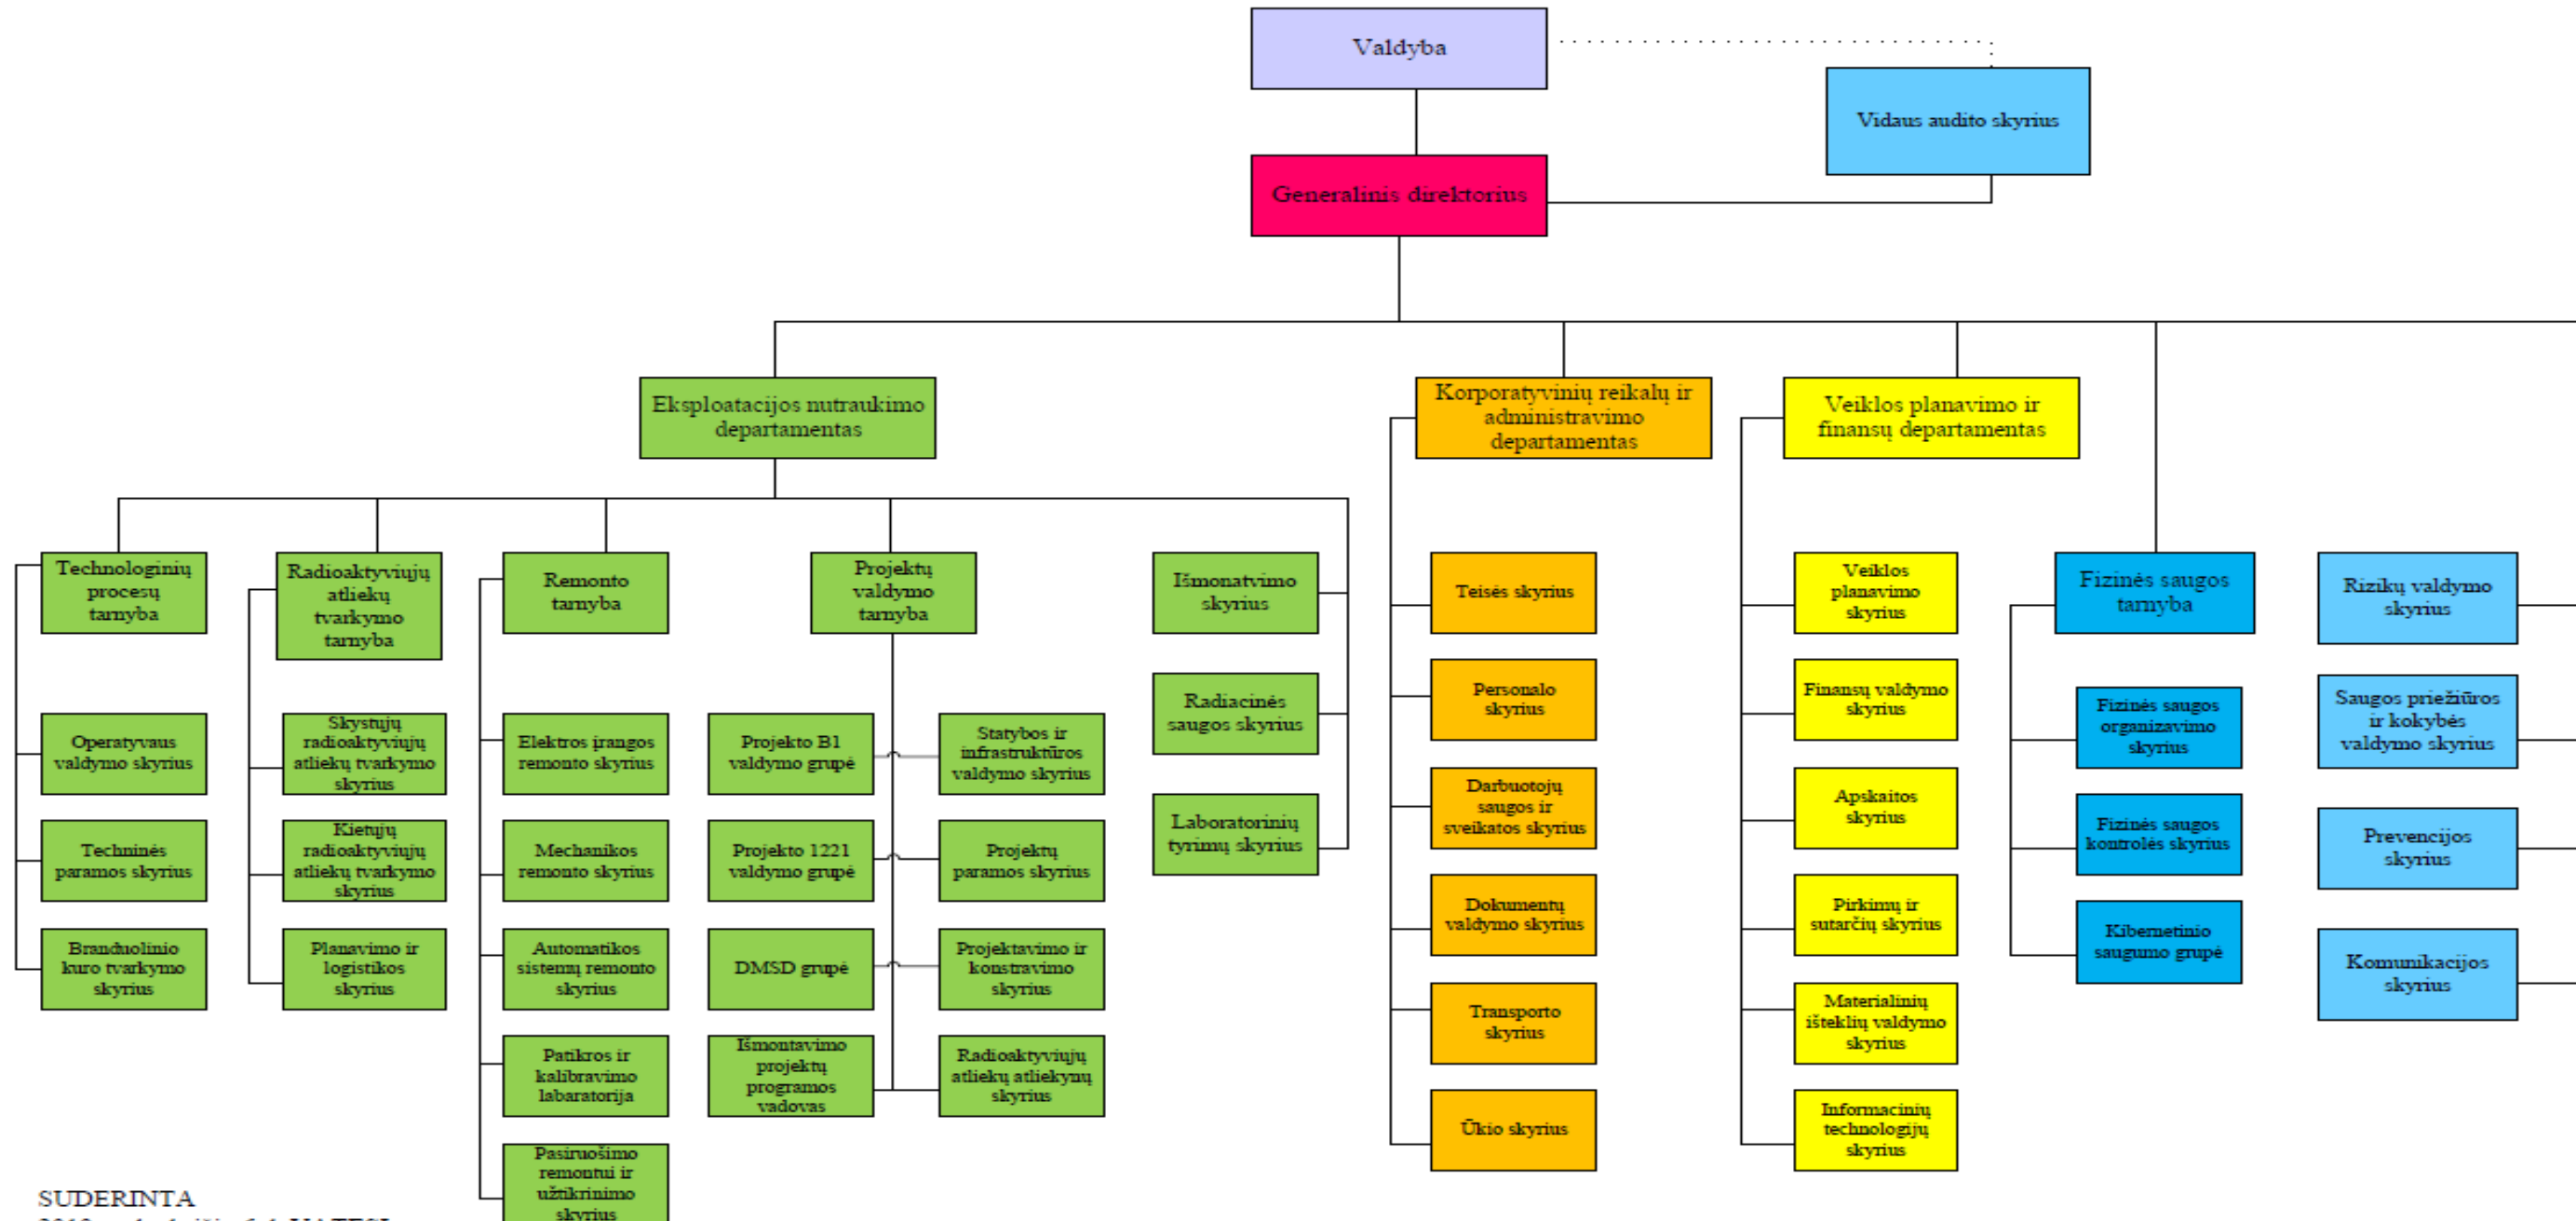 Valdyba
Vidaus audito skyrius
Generalinis direktorius
Eksploatacijos nutraukimo
departamentas
Korporatyvinių reikalų ir
administravimo
departamentas
Veiklos planavimo ir
finansų departamentas
Technologinių
procesų
tarnyba
Radioaktyviųjų
atliekų
tvarkymo
tarnyba
Remonto
tarnyba
Projektų
valdymo
tarnyba
Išmonatvimo
skyrius
Teisės skyrius
Veiklos
planavimo
skyrius
Fizinės saugos
tarnyba
Rizikų valdymo
skyrius
Operatyvaus
valdymo skyrius
Techninės
paramos skyrius
Branduolinio
kuro tvarkymo
skyrius
Skystųjų
radioaktyviųjų
atliekų tvarkymo
skyrius
Kietųjų
radioaktyviųjų
atliekų tvarkymo
skyrius
Planavimo ir
logistikos
skyrius
Elektros įrangos
remonto skyrius
Mechanikos
remonto skyrius
Automatikos
sistemų remonto
skyrius
Patikros ir
kalibravimo
labaratorija
Pasiruošimo
remontui ir
užtikrinimo
skyrius
Projekto B1
valdymo grupė
Projekto 1221
valdymo grupė
DMSD grupė
Išmontavimo
projektų
programos
vadovas
Statybos ir
infrastruktūros
valdymo skyrius
Projektų
paramos skyrius
Projektavimo ir
konstravimo
skyrius
Radioaktyviųjų
atliekų atliekynų
skyrius
Radiacinės
saugos skyrius
Laboratorinių
tyrimų skyrius
Personalo
skyrius
Darbuotojų
saugos ir
sveikatos skyrius
Dokumentų
valdymo skyrius
Transporto
skyrius
Ūkio skyrius
Finansų valdymo
skyrius
Apskaitos
skyrius
Pirkimų ir
sutarčių skyrius
Materialinių
išteklių valdymo
skyrius
Informacinių
technologijų
skyrius
Fizinės saugos
organizavimo
skyrius
Fizinės saugos
kontrolės skyrius
Kibernetinio
saugumo grupė
Saugos priežiūros
ir kokybės
valdymo skyrius
Prevencijos
skyrius
Komunikacijos
skyrius
SUDERINTA